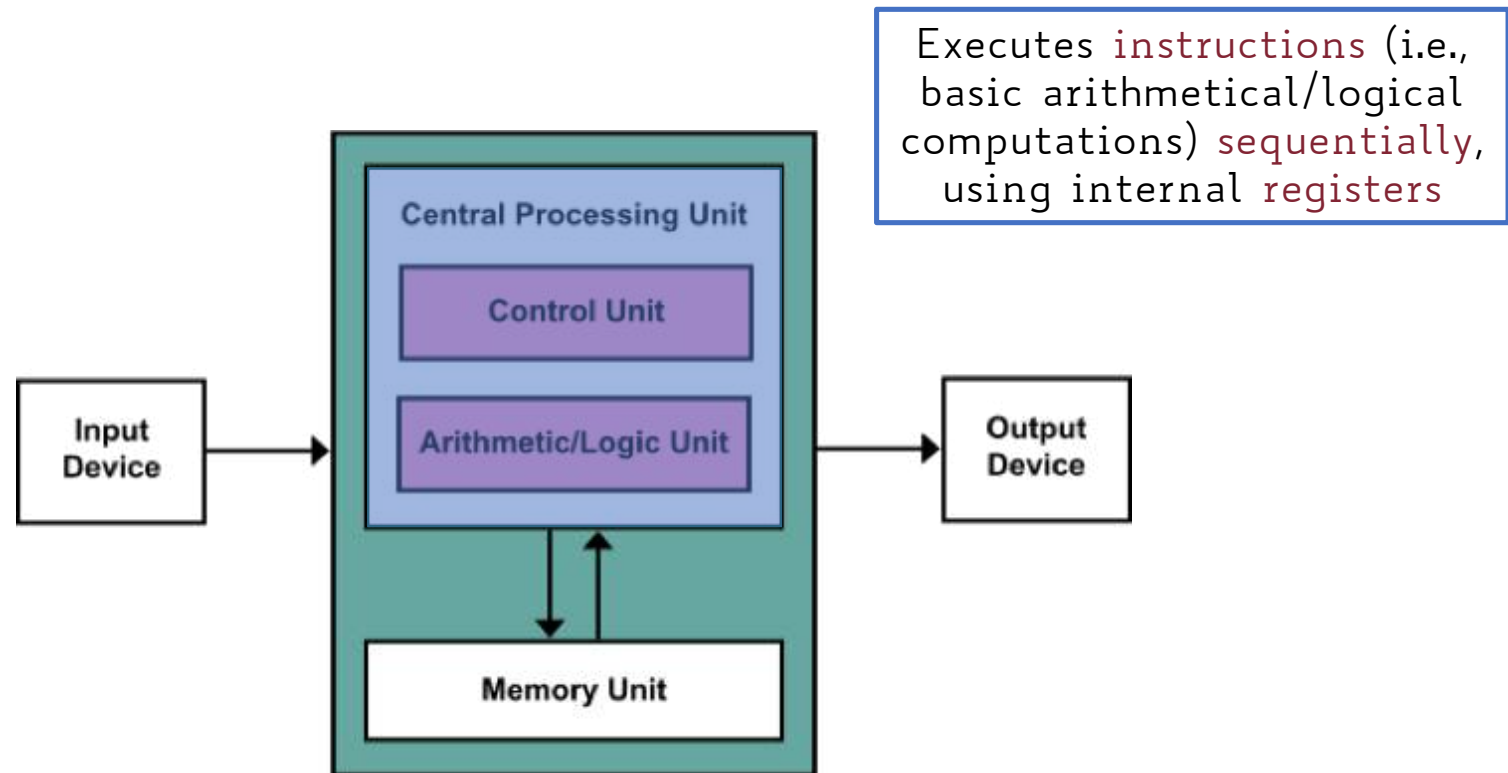 Executes instructions (i.e.,
basic arithmetical/logical
computations) sequentially,
using internal registers
Central Processing Unit
Control Unit
Arithmetic/Logic Unit
Input
Device
Output
Device
Memory Unit